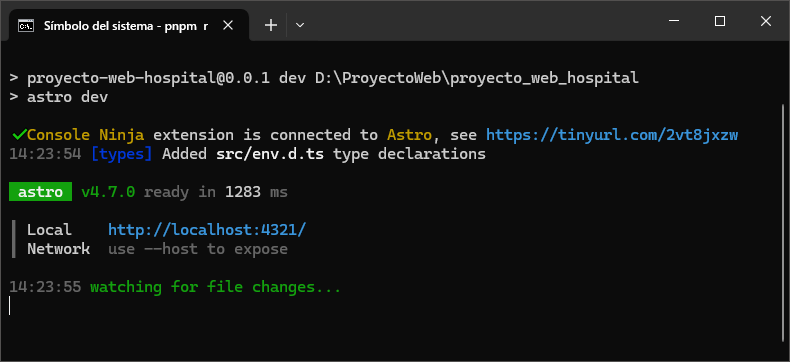 Símbolo del sistema - pnpm  r
> proyecto-web-hospital@0.0.1 dev D:\ProyectoWeb\proyecto_web_hospital
> astro dev
✓Console Ninja extension is connected to Astro, see https://tinyurl.com/2vt8jxzw
14:23:54 [types] Added src/env.d.ts type declarations
astro v4.7.0 ready in 1283 ms
┃ Local    http://localhost:4321/
┃ Network  use --host to expose
14:23:55 watching for file changes...